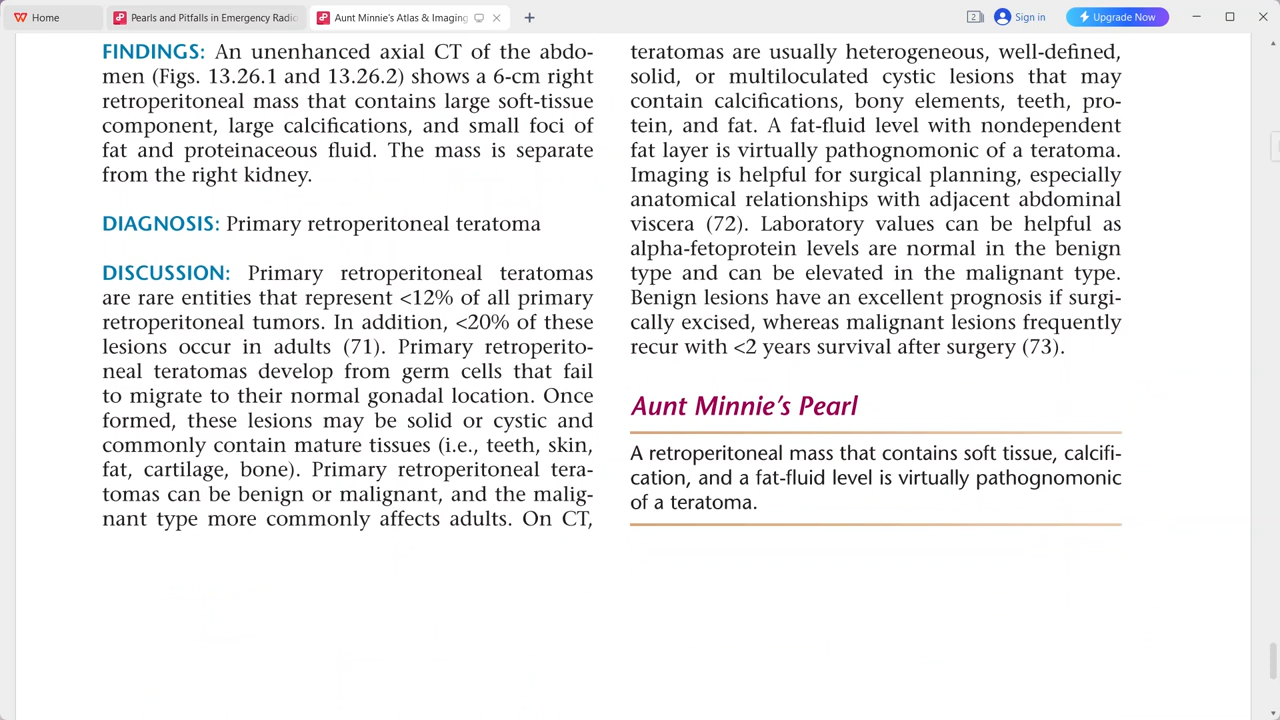 Home
Pearls and Pitfalls in Emergency Radio
Aunt Minnie's Atlas & Imaging
2
Sign in
Upgrade Now
FINDINGS: An unenhanced axial CT of the abdo-
men (Figs. 13.26.1 and 13.26.2) shows a 6-cm right
retroperitoneal mass that contains large soft-tissue
component, large calcifications, and small foci of
fat and proteinaceous fluid. The mass is separate
from the right kidney.
DIAGNOSIS: Primary retroperitoneal teratoma
DISCUSSION: Primary retroperitoneal teratomas
are rare entities that represent <12% of all primary
retroperitoneal tumors. In addition, <20% of these
lesions occur in adults (71). Primary retroperito-
neal teratomas develop from germ cells that fail
to migrate to their normal gonadal location. Once
formed, these lesions may be solid or cystic and
commonly contain mature tissues (i.e., teeth, skin,
fat, cartilage, bone). Primary retroperitoneal tera-
tomas can be benign or malignant, and the malig-
nant type more commonly affects adults. On CT,
teratomas are usually heterogeneous, well-defined,
solid, or multiloculated cystic lesions that may
contain calcifications, bony elements, teeth, pro-
tein, and fat. A fat-fluid level with nondependent
fat layer is virtually pathognomonic of a teratoma.
Imaging is helpful for surgical planning, especially
anatomical relationships with adjacent abdominal
viscera (72). Laboratory values can be helpful as
alpha-fetoprotein levels are normal in the benign
type and can be elevated in the malignant type.
Benign lesions have an excellent prognosis if surgi-
cally excised, whereas malignant lesions frequently
recur with <2 years survival after surgery (73).
Aunt Minnie's Pearl
A retroperitoneal mass that contains soft tissue, calcifi-
cation, and a fat-fluid level is virtually pathognomonic
of a teratoma.